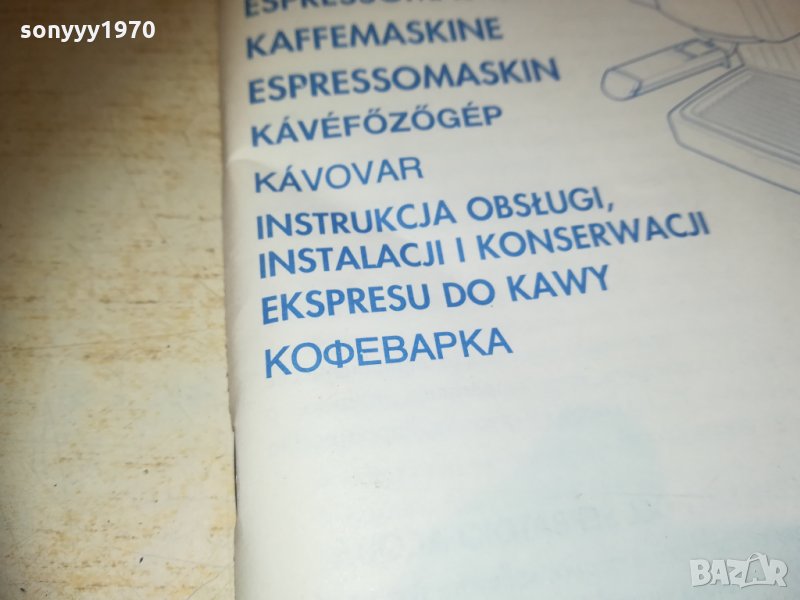 sonyyy1970
KAFFEMASKINE
ESPRESSOMASKIN
KÁVÉFŐZŐGÉP
KÁVOVAR
INSTRUKCJA OBSŁUGI,
INSTALACJI I KONSERWACJI
EKSPRESU DO KAWY
КОФЕВАРКА
BAZAR